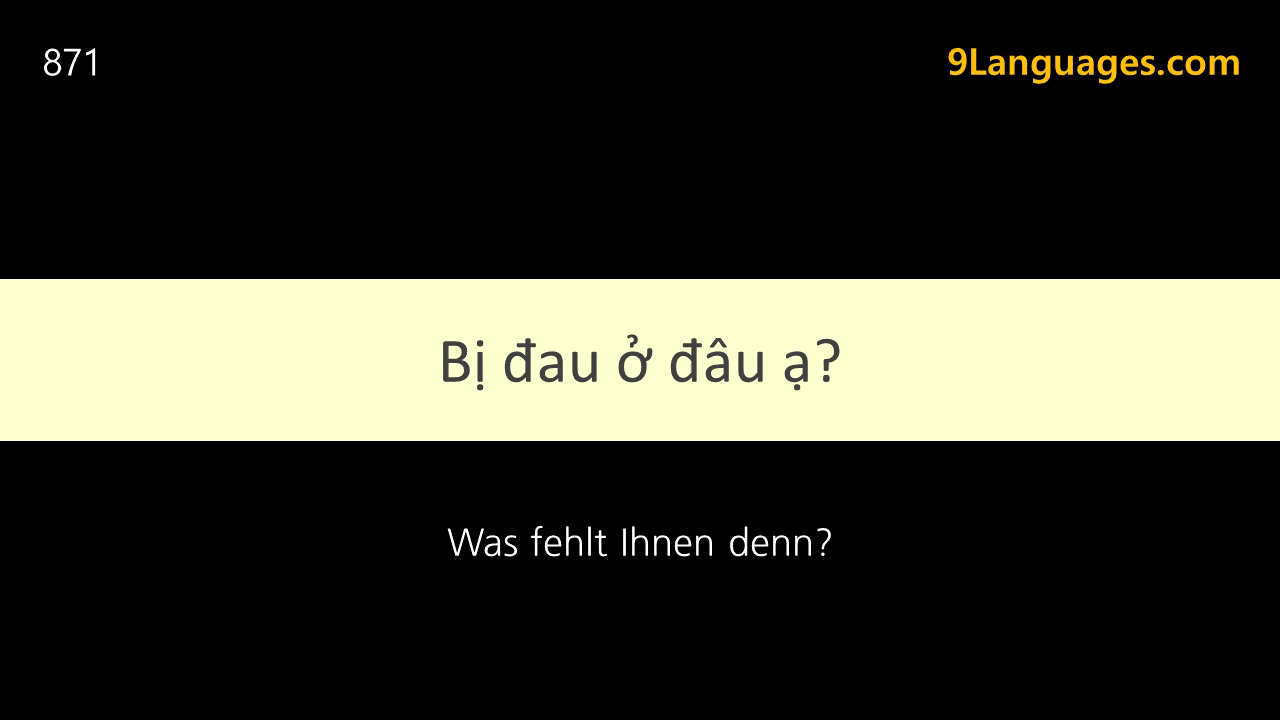 871
9Languages.com
Bị đau ở đâu ạ?
Was fehlt Ihnen denn?